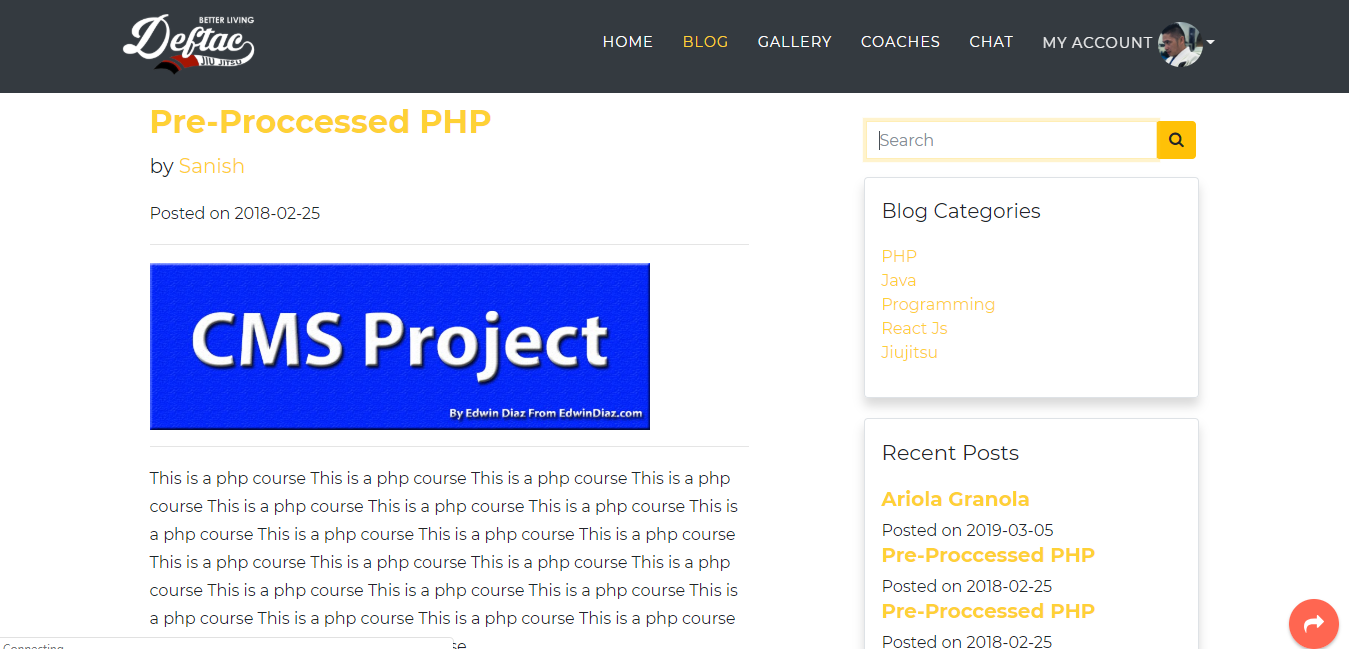 BETTER LIVING
Deftac
JIU JITSU
HOME BLOG GALLERY COACHES CHAT MY ACCOUNT
Pre-Proccessed PHP
by Sanish
Posted on 2018-02-25
CMS Project
By Edwin Diaz From EdwinDiaz.com
This is a php course This is a php course This is a php course This is a php
course This is a php course This is a php course This is a php course This is
a php course This is a php course This is a php course This is a php course
This is a php course This is a php course This is a php course This is a php
course This is a php course This is a php course This is a php course This is
a php course This is a php course This is a php course This is a php course
Search
Blog Categories
PHP
Java
Programming
React Js
Jiujitsu
Recent Posts
Ariola Granola
Posted on 2019-03-05
Pre-Proccessed PHP
Posted on 2018-02-25
Pre-Proccessed PHP
Posted on 2018-02-25
Connecting